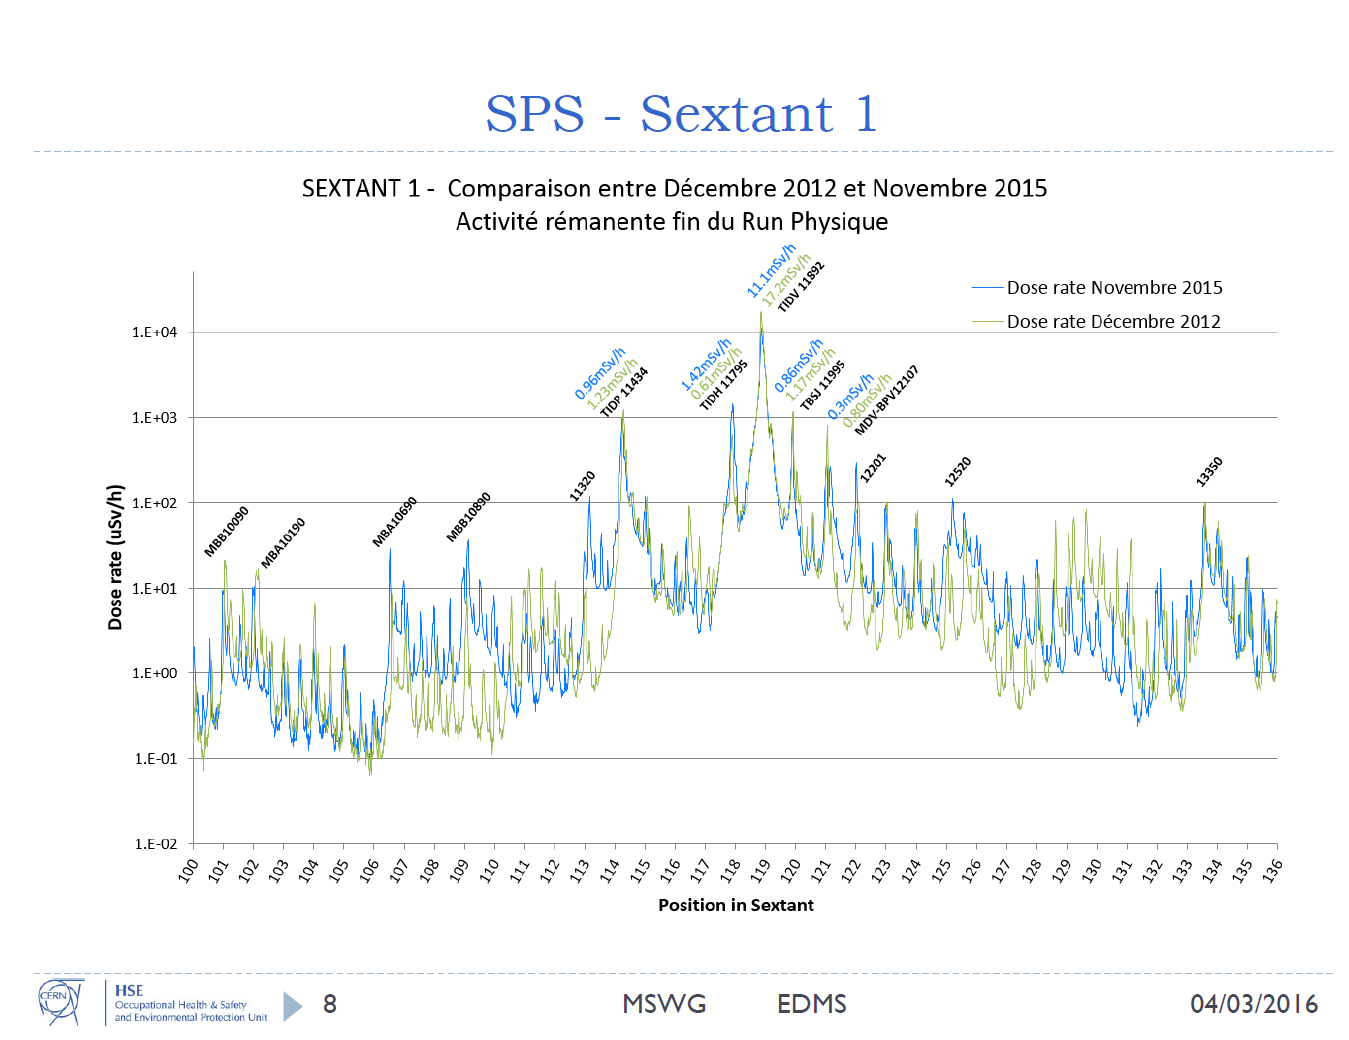 SPS - Sextant 1
SEXTANT 1 - Comparaison entre Décembre 2012 et Novembre 2015
Activité rémanente fin du Run Physique
11.1mSv/h
17.2mSv/h
TIDV 11892
Dose rate Novembre 2015
Dose rate Décembre 2012
0.96mSv/h
1.23mSv/h
TIDP 11434
1.42mSv/h
0.61mSv/h
TIDH 11795
0.86mSv/h
1.17mSv/h
TBSJ 11995
0.3mSv/h
0.80mSv/h
MDV-BPV12107
MBB10090
MBA10190
MBA10690
MBB10890
11320
12201
12520
13350
Dose rate (uSv/h)
1.E+04
1.E+03
1.E+02
1.E+01
1.E+00
1.E-01
1.E-02
100 101 102 103 104 105 106 107 108 109 110 111 112 113 114 115 116 117 118 119 120 121 122 123 124 125 126 127 128 129 130 131 132 133 134 135 136
Position in Sextant
CERN
HSE
Occupational Health & Safety
and Environmental Protection Unit
8
MSWG EDMS
04/03/2016